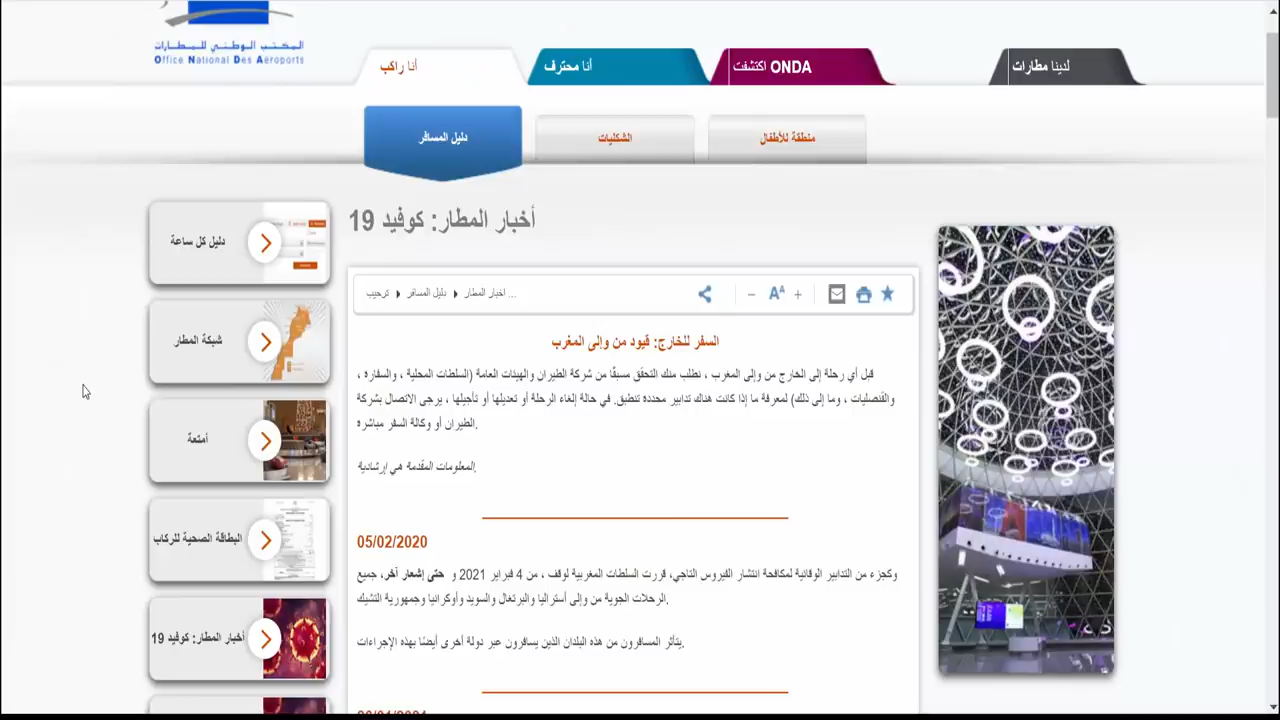 المكتب الوطني للمطارات
Office National Des Aéroports
أنا راكب
أنا محترف
اكتشفت ONDA
لدينا مطارات
دليل المسافر
الشكليات
منطقة للأطفال
أخبار المطار: كوفيد 19
دليل كل ساعة
شبكة المطار
أمتعة
البطاقة الصحية للركاب
أخبار المطار: كوفيد 19
ترحيب
دليل المسافر
اخبار المطار ...
السفر للخارج: قيود من وإلى المغرب
قبل أي رحلة إلى الخارج من وإلى المغرب ، نطلب منك التحقق مسبقًا من شركة الطيران والهيئات العامة (السلطات المحلية ، والسفاره ،
والقنصليات ، وما إلى ذلك) لمعرفة ما إذا كانت هناك تدابير محددة تنطبق. في حالة إلغاء الرحلة أو تعديلها أو تأجيلها ، يرجى الاتصال بشركة
الطيران أو وكالة السفر مباشره.
المعلومات المقدمة هي إرشادية.
05/02/2020
وكجزء من التدابير الوقائية لمكافحة انتشار الفيروس التاجي، قررت السلطات المغربية لوقف ، من 4 فبراير 2021 و حتى إشعار آخر، جميع
الرحلات الجوية من وإلى أستراليا والبرتغال والسويد وأوكرانيا وجمهورية التشيك.
يتأثر المسافرون من هذه البلدان الذين يسافرون عبر دولة أخرى أيضًا بهذه الإجراءات.